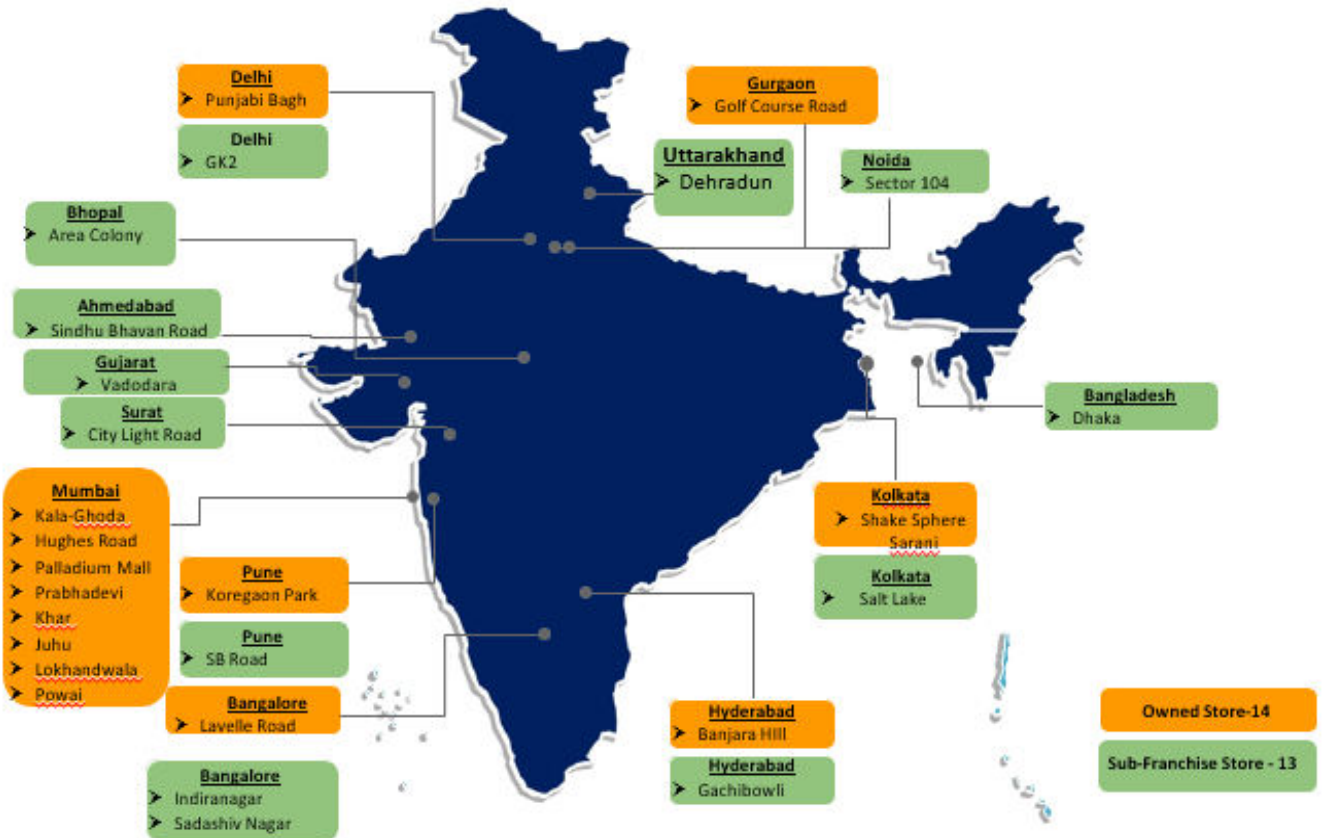 Delhi
➤ Punjabi Bagh
Delhi
➤ GK2
Gurgaon
➤ Golf Course Road
Uttarakhand
➤ Dehradun
Noida
➤ Sector 104
Bhopal
➤ Area Colony
Ahmedabad
➤ Sindhu Bhavan Road
Gujarat
➤ Vadodara
Surat
➤ City Light Road
Bangladesh
➤ Dhaka
Mumbai
➤ Kala-Ghoda
➤ Hughes Road
➤ Palladium Mall
➤ Prabhadevi
➤ Khar
➤ Juhu
➤ Lokhandwala
➤ Powai
Pune
➤ Koregaon Park
Pune
➤ SB Road
Bangalore
➤ Lavelle Road
Bangalore
➤ Indiranagar
➤ Sadashiv Nagar
Kolkata
➤ Shake Sphere
Sarani
Kolkata
➤ Salt Lake
Hyderabad
➤ Banjara HIll
Hyderabad
➤ Gachibowli
Owned Store-14
Sub-Franchise Store - 13